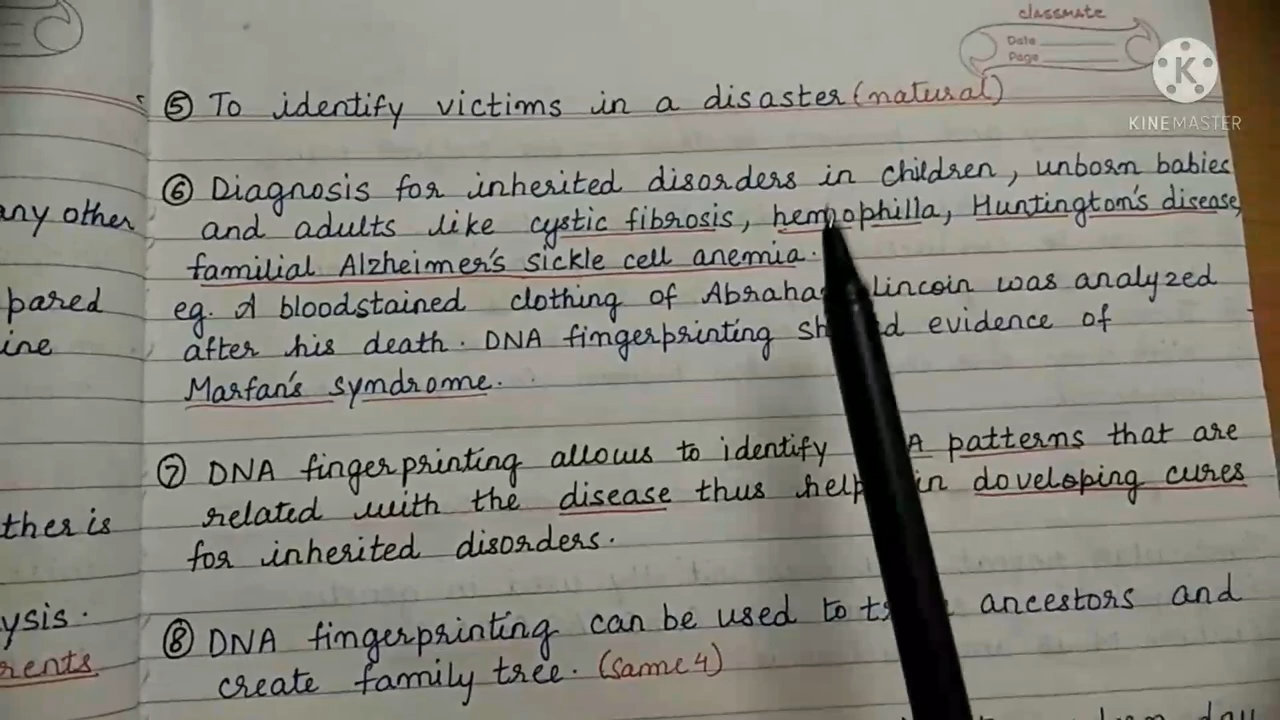 classmate
Date
Page
K
KINEMASTER
⑤ To identify victims in a disaster (natural)
⑥ Diagnosis for inherited disorders in children, unborn babies
any other
and adults like cystic fibrosis, hemophilla, Huntington's disease,
familial Alzheimer's sickle cell anemia.
pared
eg. A bloodstained clothing of Abraha lincoin was analyzed
ine
after his death. DNA fingerprinting evidence of
Marfan's syndrome.
⑦ DNA fingerprinting allows to identify A patterns that are
ther is
related with the disease thus help in doveloping cures
for inherited disorders.
ysis.
⑧ DNA fingerprinting can be used to ancestors and
rents
create family tree. (same 4)